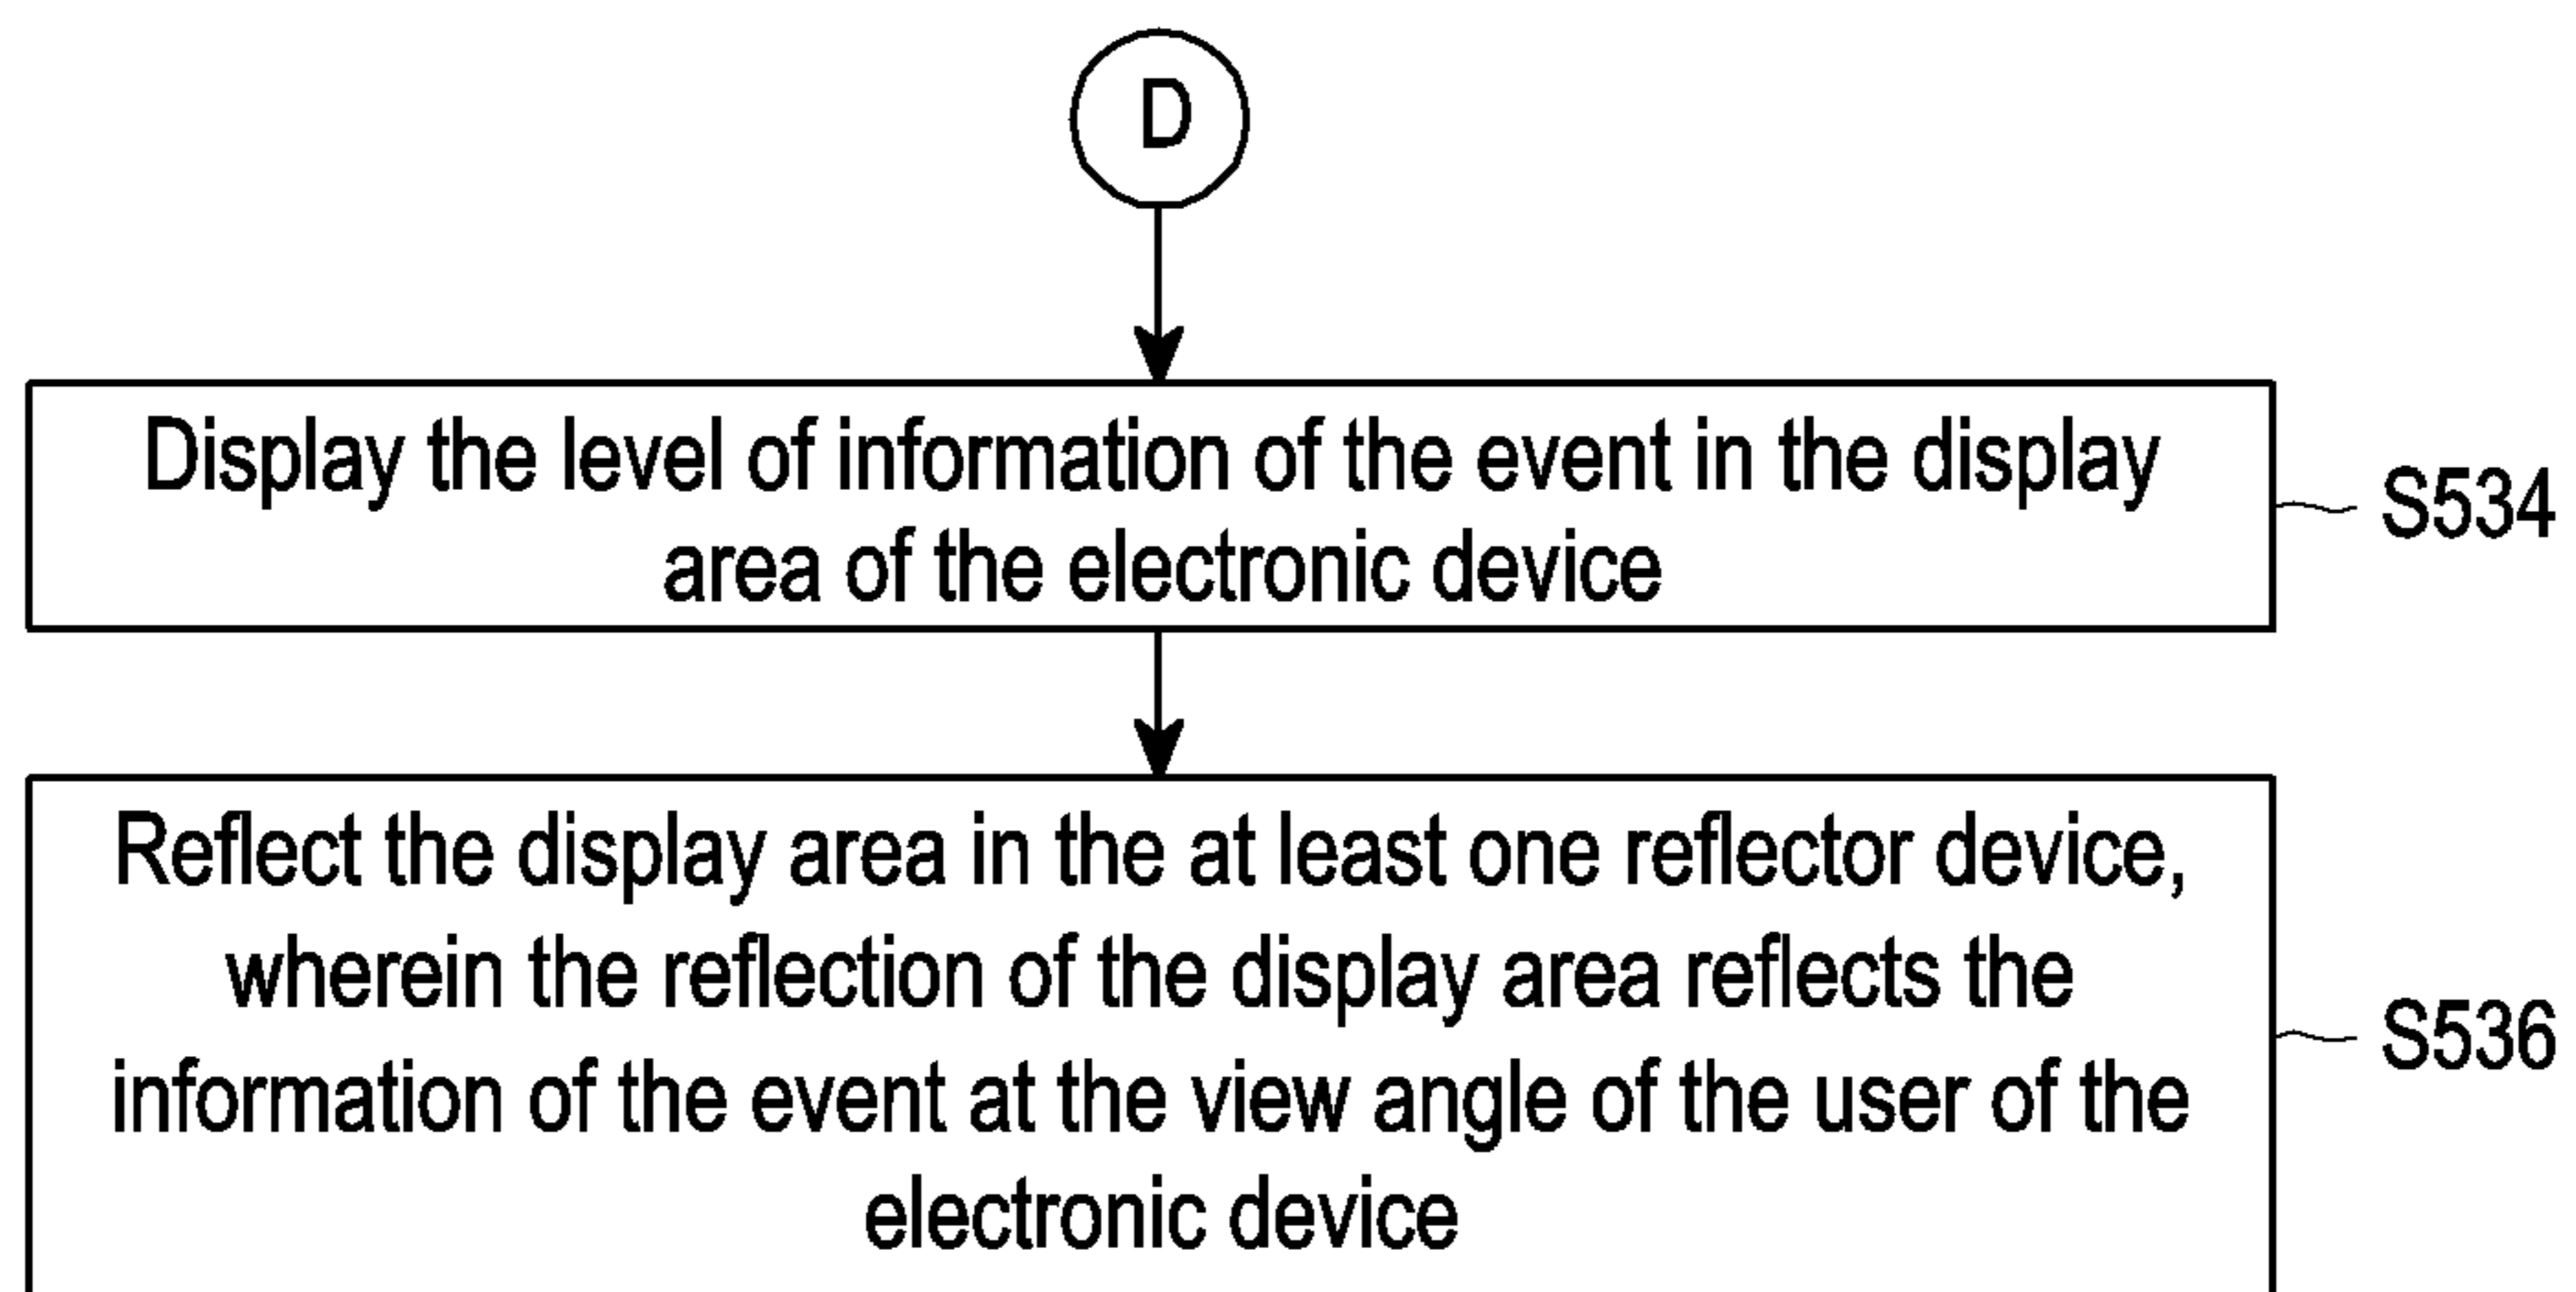 D
Display the level of information of the event in the display
area of the electronic device
S534
Reflect the display area in the at least one reflector device,
wherein the reflection of the display area reflects the
information of the event at the view angle of the user of the
electronic device
S536